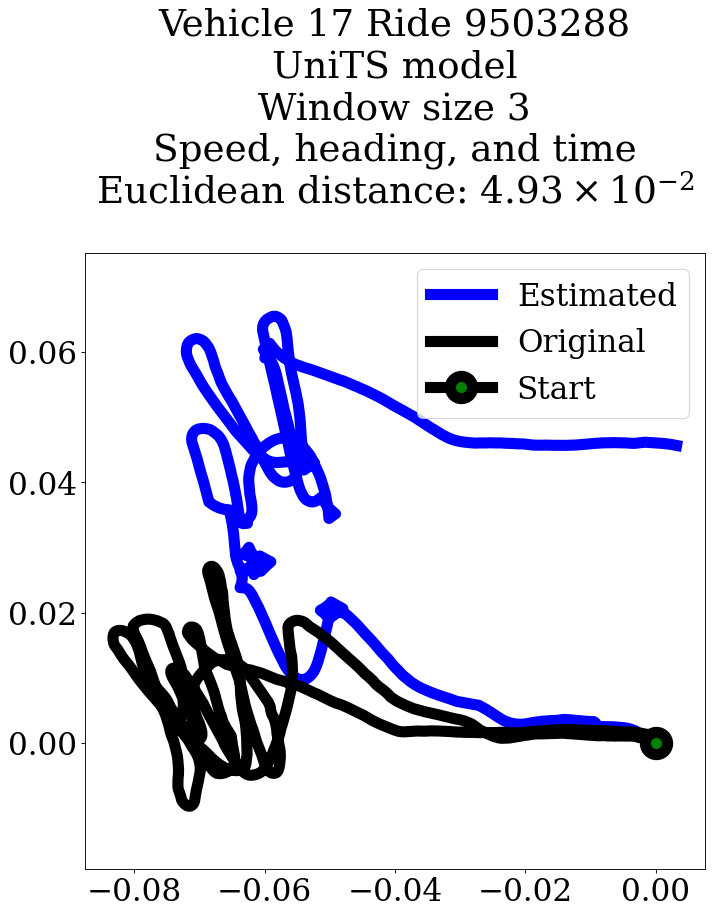 Vehicle 17 Ride 9503288
UniTS model
Window size 3
Speed, heading, and time
Euclidean distance: 4.93 × 10⁻²
Estimated
Original
Start
0.06
0.04
0.02
0.00
−0.08 −0.06 −0.04 −0.02 0.00